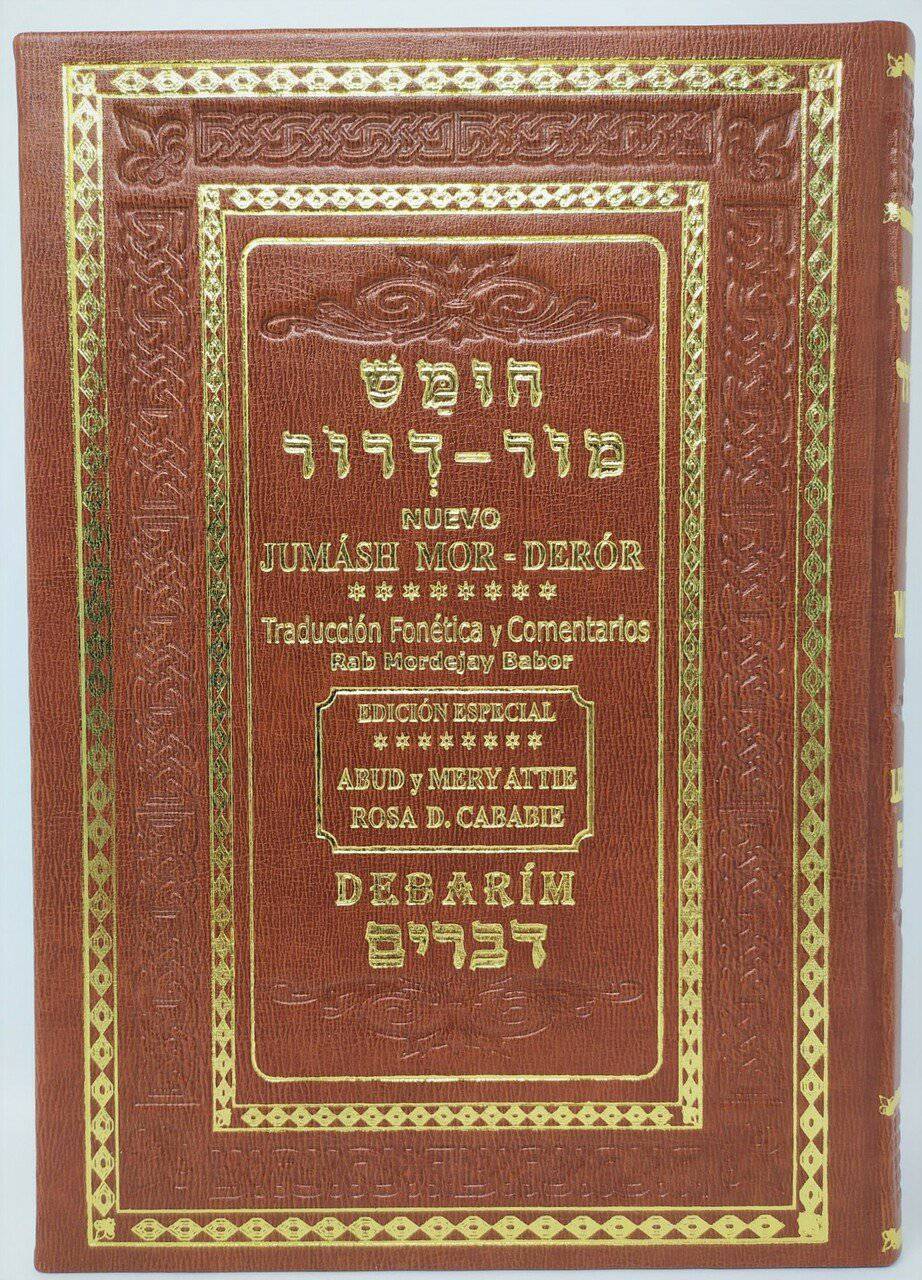 חוּמַּשׁ
מור-דְּרוֹר
NUEVO
JUMÁSH MOR - DERÓR
Traducción Fonética y Comentarios
Rab Mordejay Babor
EDICIÓN ESPECIAL
ABUD y MERY ATTIE
ROSA D. CABABIE
DEBARÍM
דברים